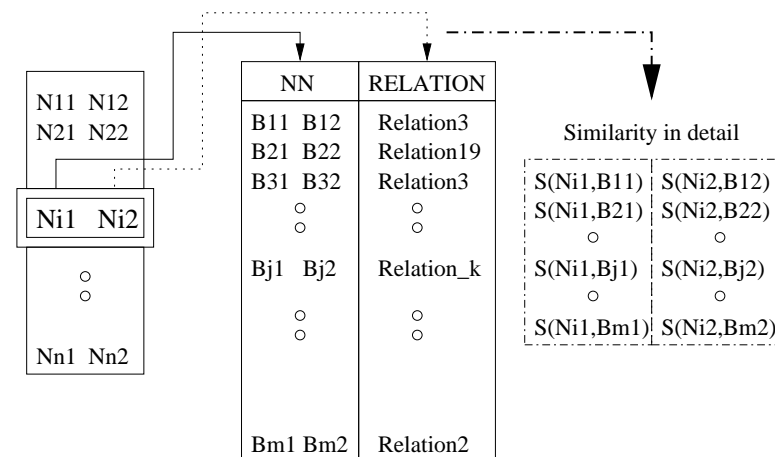 N11 N12
N21 N22
Ni1 Ni2
Nn1 Nn2
NN RELATION
B11 B12 Relation3
B21 B22 Relation19
B31 B32 Relation3
Bj1 Bj2 Relation_k
Bm1 Bm2 Relation2
Similarity in detail
S(Ni1,B11) S(Ni2,B12)
S(Ni1,B21) S(Ni2,B22)
S(Ni1,Bj1) S(Ni2,Bj2)
S(Ni1,Bm1) S(Ni2,Bm2)